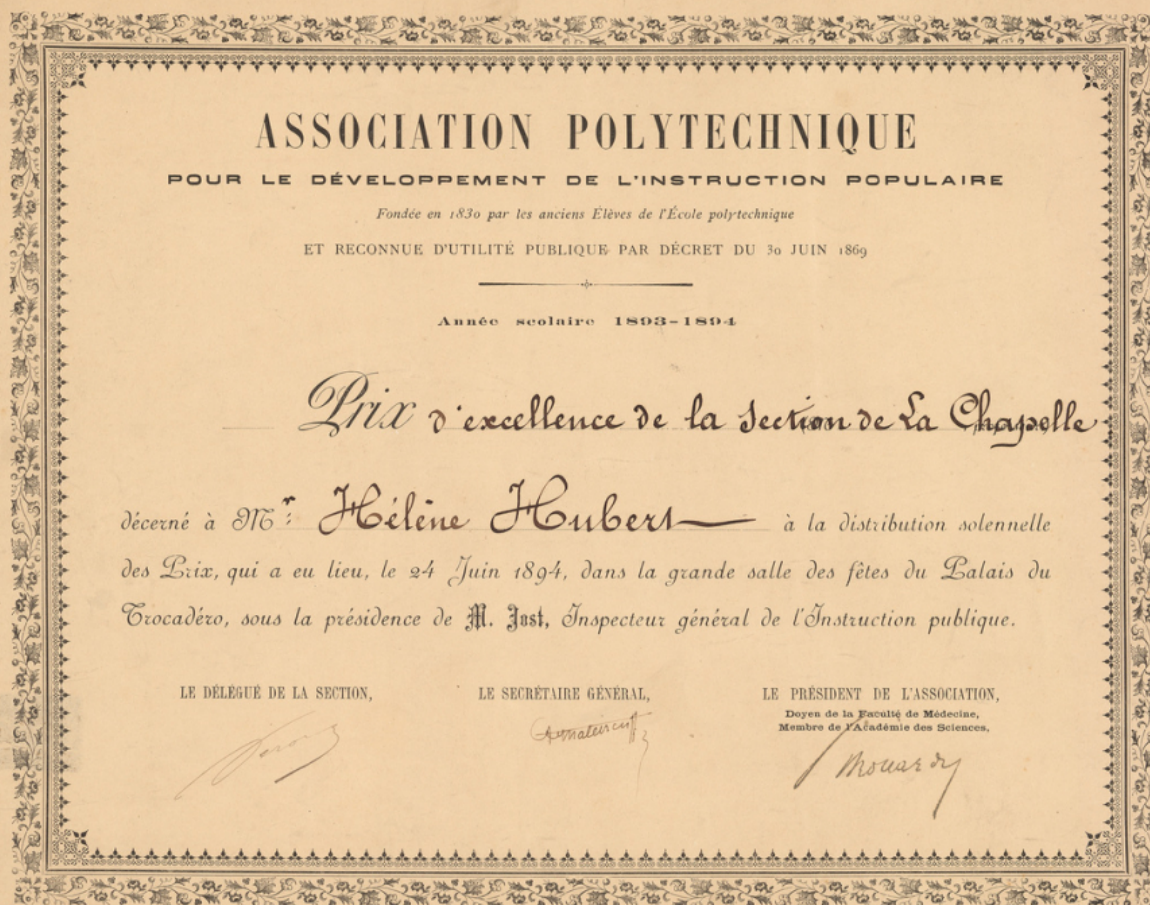 ASSOCIATION POLYTECHNIQUE
POUR LE DÉVELOPPEMENT DE L'INSTRUCTION POPULAIRE
Fondée en 1830 par les anciens Élèves de l'École polytechnique
ET RECONNUE D'UTILITÉ PUBLIQUE PAR DÉCRET DU 30 JUIN 1869
Année scolaire 1893-1894
Prix d'excellence de la Section de La Chapelle
décerné à Mr: Hélène Hubert à la distribution solennelle
des Prix, qui a eu lieu, le 24 Juin 1894, dans la grande salle des fêtes du Palais du
Trocadéro, sous la présidence de M. Jost, Inspecteur général de l'Instruction publique.
LE DÉLÉGUÉ DE LA SECTION, LE SECRÉTAIRE GÉNÉRAL, LE PRÉSIDENT DE L'ASSOCIATION,
Doyen de la Faculté de Médecine,
Membre de l'Académie des Sciences,